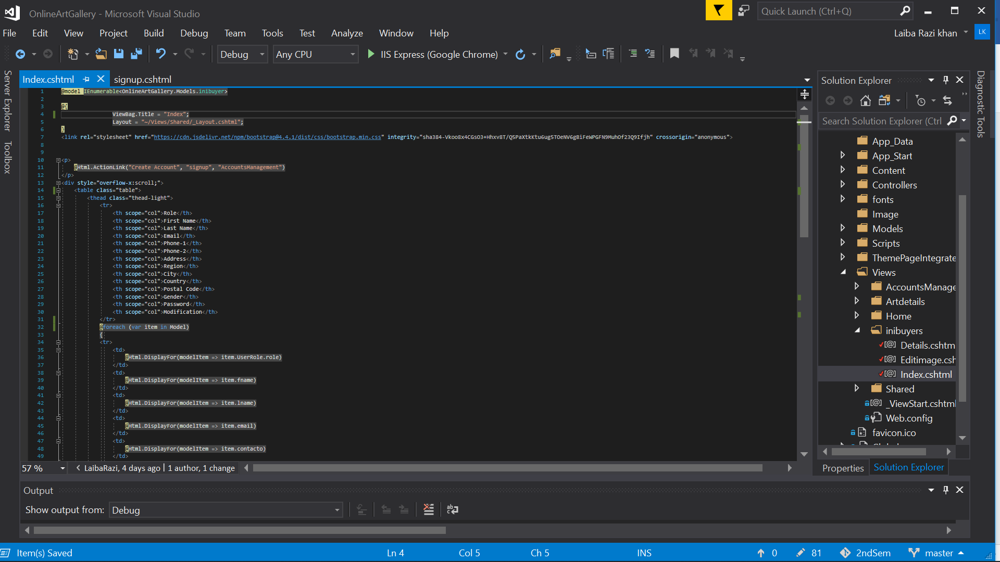 OnlineArtGallery - Microsoft Visual Studio
Quick Launch (Ctrl+Q)
File Edit View Project Build Debug Team Tools Test Analyze Window Help
Laiba Razi khan LK
Debug Any CPU IIS Express (Google Chrome)
Server Explorer
Toolbox
Index.cshtml signup.cshtml
1 @model IEnumerable<OnlineArtGallery.Models.inibuyer>
2
3 @{
4 ViewBag.Title = "Index";
5 Layout = "~/Views/Shared/_Layout.cshtml";
6 }
7 <link rel="stylesheet" href="https://cdn.jsdelivr.net/npm/bootstrap@4.4.1/dist/css/bootstrap.min.css" integrity="sha384-Vkoo8x4CGsO3+Hhxv8T/Q5PaXtkKtu6ug5TOeNV6gBiFeWPGFN9MuhOf23Q9Ifjh" crossorigin="anonymous">
8
9
10 <p>
11 @Html.ActionLink("Create Account", "signup", "AccountsManagement")
12 </p>
13 <div style="overflow-x:scroll;">
14 <table class="table">
15 <thead class="thead-light">
16 <tr>
17 <th scope="col">Role</th>
18 <th scope="col">First Name</th>
19 <th scope="col">Last Name</th>
20 <th scope="col">Email</th>
21 <th scope="col">Phone-1</th>
22 <th scope="col">Phone-2</th>
23 <th scope="col">Address</th>
24 <th scope="col">Region</th>
25 <th scope="col">City</th>
26 <th scope="col">Country</th>
27 <th scope="col">Postal Code</th>
28 <th scope="col">Gender</th>
29 <th scope="col">Password</th>
30 <th scope="col">Modification</th>
31 </tr>
32 @foreach (var item in Model)
33 {
34 <tr>
35 <td>
36 @Html.DisplayFor(modelItem => item.UserRole.role)
37 </td>
38 <td>
39 @Html.DisplayFor(modelItem => item.fname)
40 </td>
41 <td>
42 @Html.DisplayFor(modelItem => item.lname)
43 </td>
44 <td>
45 @Html.DisplayFor(modelItem => item.email)
46 </td>
47 <td>
48 @Html.DisplayFor(modelItem => item.contacto)
49 </td>
57 % LaibaRazi, 4 days ago | 1 author, 1 change
Solution Explorer
Search Solution Explorer (Ctrl
App_Data
App_Start
Content
Controllers
fonts
Image
Models
Scripts
ThemePageIntegrate
Views
AccountsManage
Artdetails
Home
inibuyers
Details.cshtm
Editimage.csh
Index.cshtml
Shared
_ViewStart.cshtml
Web.config
favicon.ico
Properties Solution Explorer
Diagnostic Tools
Output
Show output from: Debug
Item(s) Saved Ln 4 Col 5 Ch 5 INS 0 81 2ndSem master